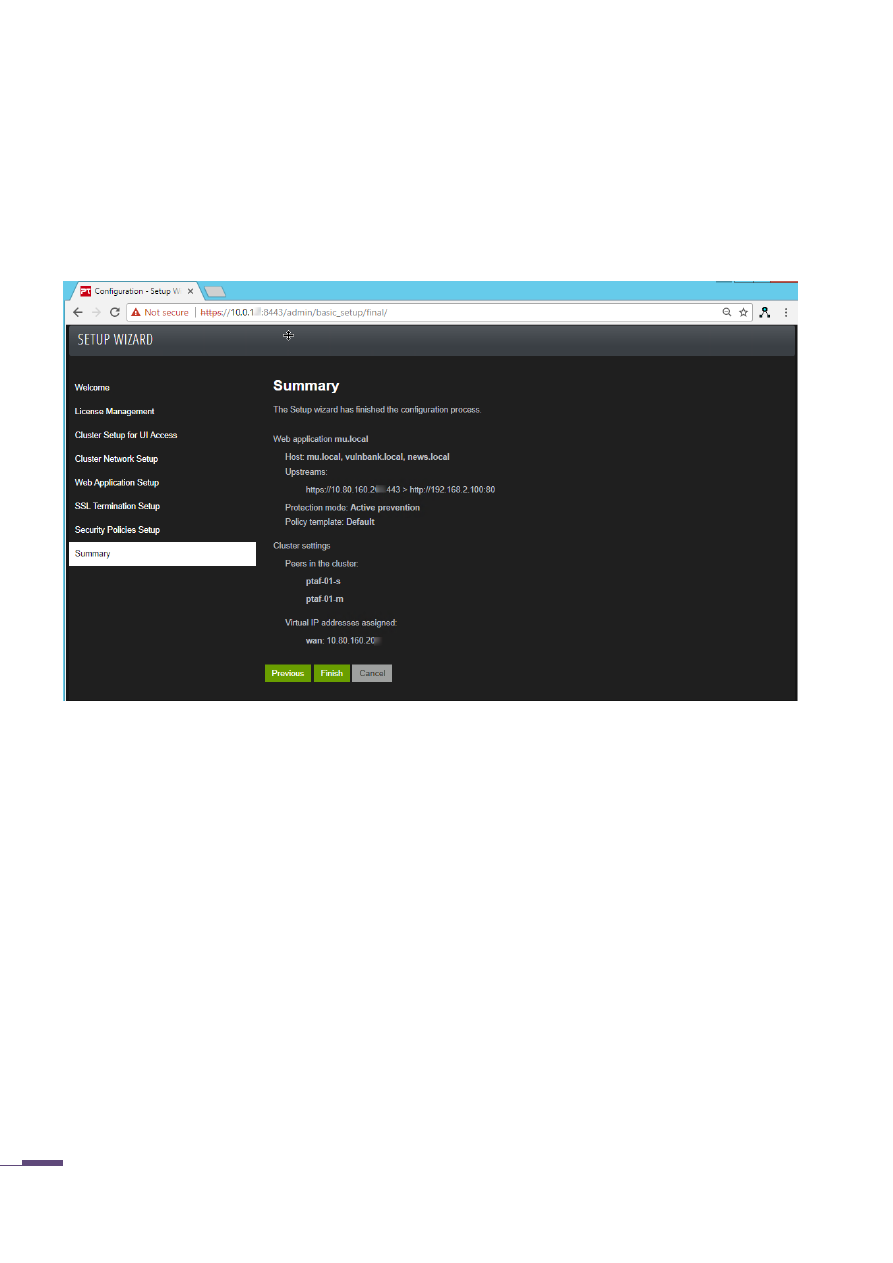 Configuration - Setup W
Not secure | https://10.0.1 :8443/admin/basic_setup/final/
SETUP WIZARD
Welcome
License Management
Cluster Setup for UI Access
Cluster Network Setup
Web Application Setup
SSL Termination Setup
Security Policies Setup
Summary
Summary
The Setup wizard has finished the configuration process.
Web application mu.local
Host: mu.local, vulnbank.local, news.local
Upstreams:
https://10.80.160.2 :443 > http://192.168.2.100:80
Protection mode: Active prevention
Policy template: Default
Cluster settings
Peers in the cluster:
ptaf-01-s
ptaf-01-m
Virtual IP addresses assigned:
wan: 10.80.160.20
Previous Finish Cancel